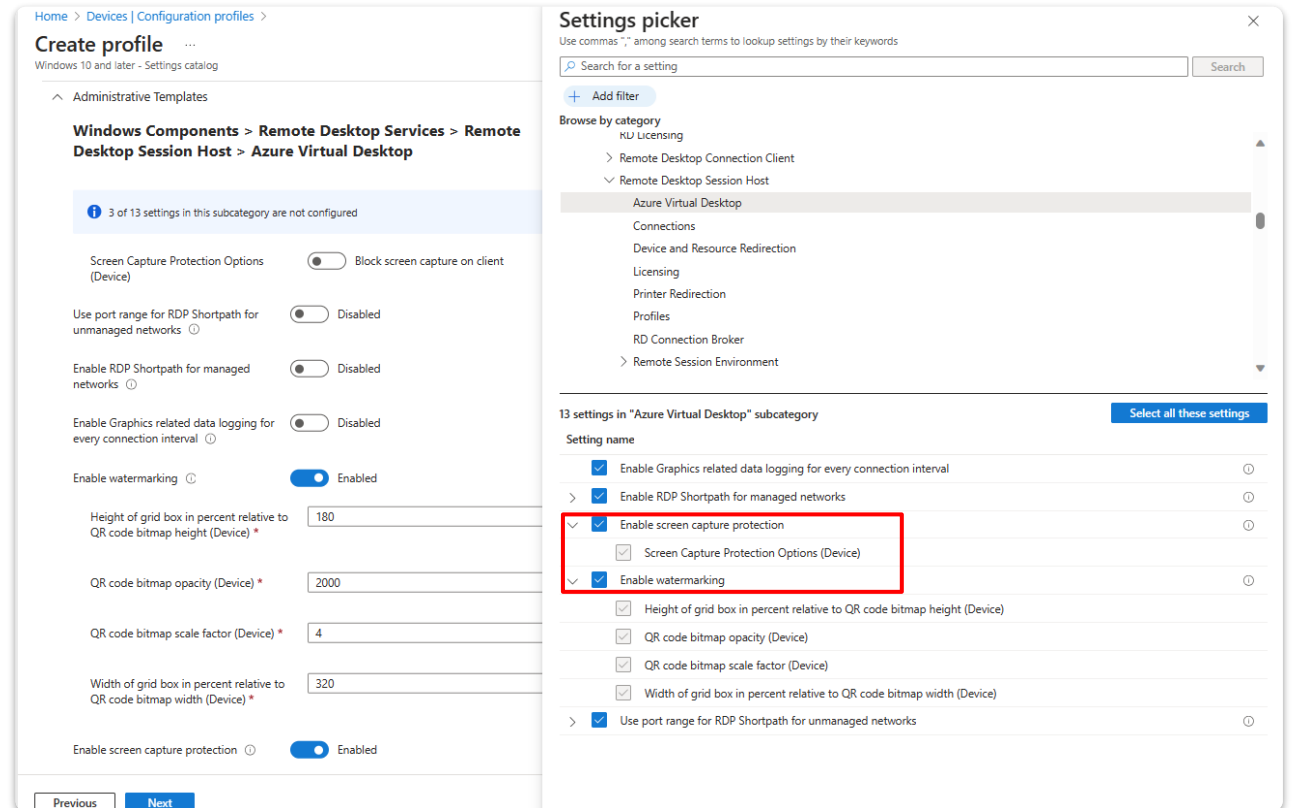 Home > Devices | Configuration profiles >
Create profile ...
Windows 10 and later - Settings catalog
Administrative Templates
Windows Components > Remote Desktop Services > Remote
Desktop Session Host > Azure Virtual Desktop
3 of 13 settings in this subcategory are not configured
Screen Capture Protection Options
(Device)
Block screen capture on client
Use port range for RDP Shortpath for
unmanaged networks
Disabled
Enable RDP Shortpath for managed
networks
Disabled
Enable Graphics related data logging for
every connection interval
Disabled
Enable watermarking
Enabled
Height of grid box in percent relative to
QR code bitmap height (Device) *
180
QR code bitmap opacity (Device) *
2000
QR code bitmap scale factor (Device) *
4
Width of grid box in percent relative to
QR code bitmap width (Device) *
320
Enable screen capture protection
Enabled
Previous
Next
Settings picker
Use commas "," among search terms to lookup settings by their keywords
Search for a setting
Search
+ Add filter
Browse by category
RD Licensing
Remote Desktop Connection Client
Remote Desktop Session Host
Azure Virtual Desktop
Connections
Device and Resource Redirection
Licensing
Printer Redirection
Profiles
RD Connection Broker
Remote Session Environment
13 settings in "Azure Virtual Desktop" subcategory
Select all these settings
Setting name
Enable Graphics related data logging for every connection interval
Enable RDP Shortpath for managed networks
Enable screen capture protection
Screen Capture Protection Options (Device)
Enable watermarking
Height of grid box in percent relative to QR code bitmap height (Device)
QR code bitmap opacity (Device)
QR code bitmap scale factor (Device)
Width of grid box in percent relative to QR code bitmap width (Device)
Use port range for RDP Shortpath for unmanaged networks